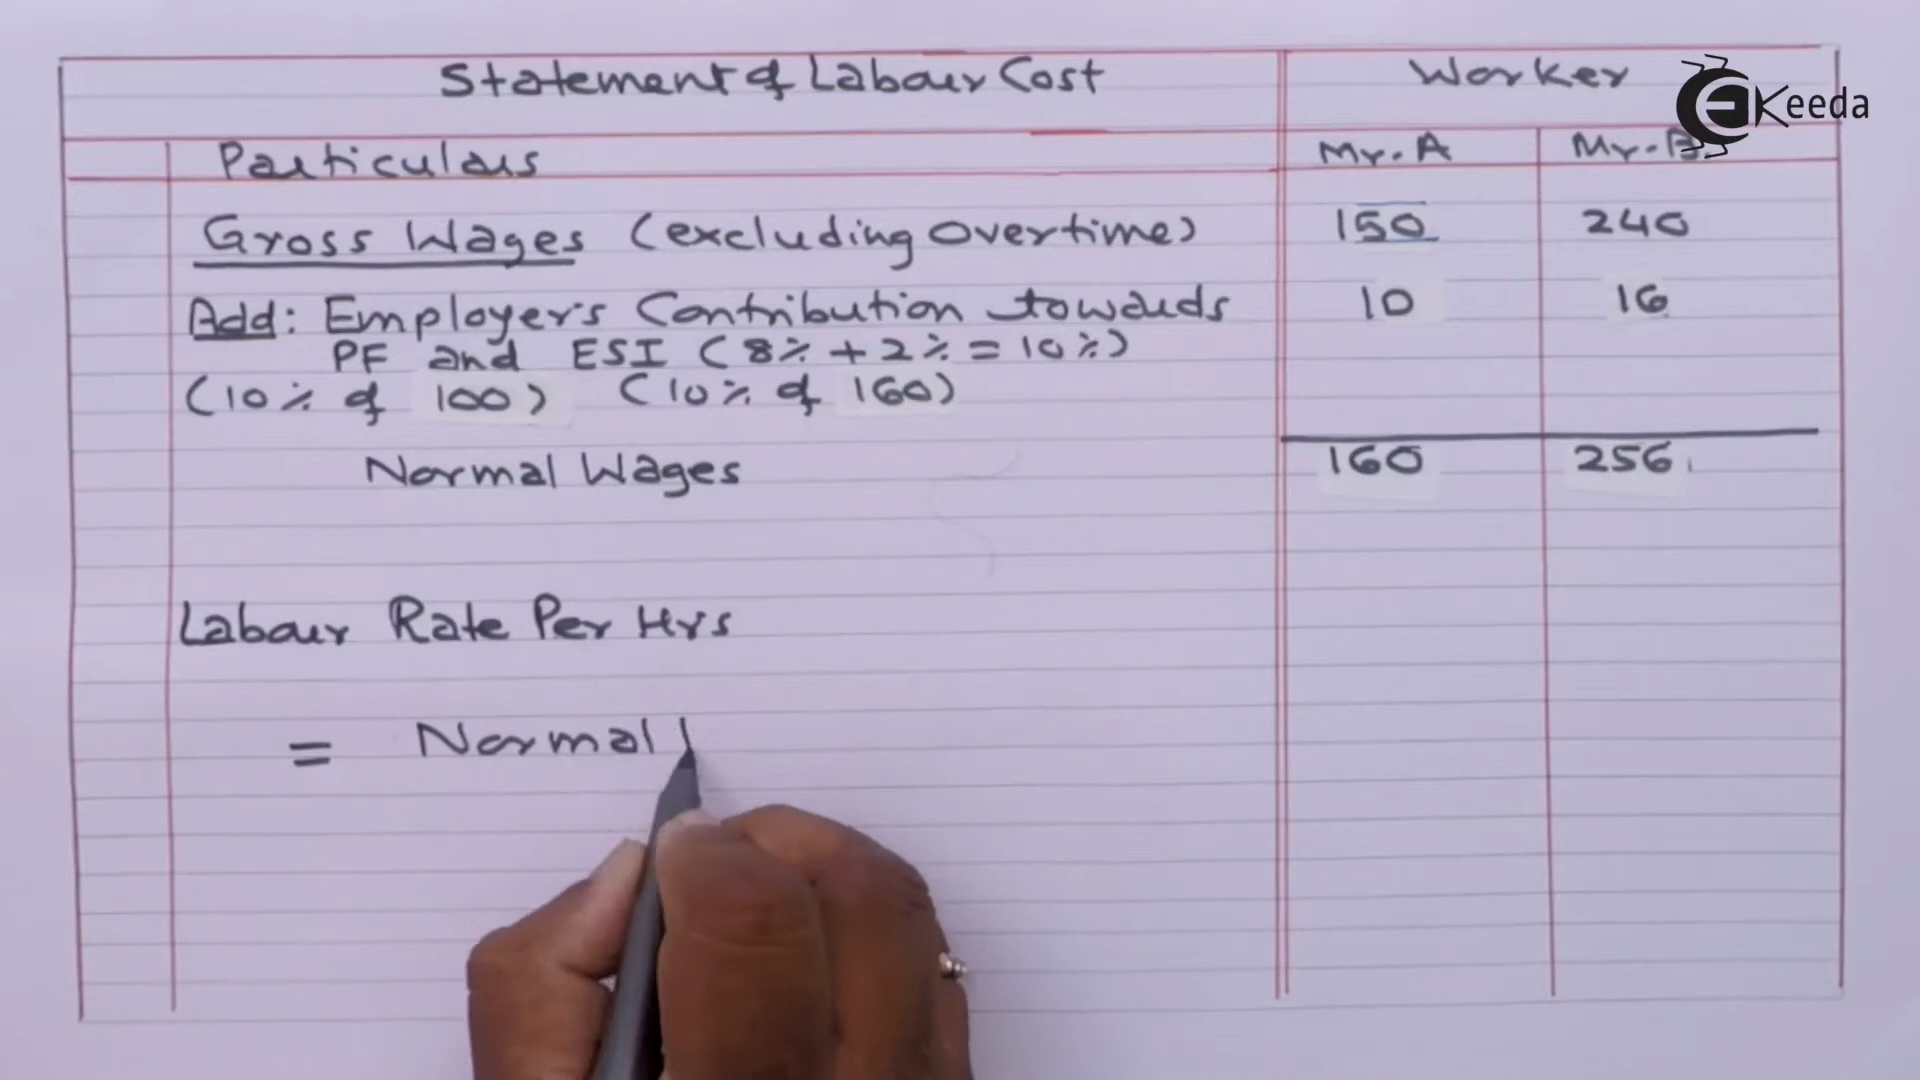 Statement of Labour Cost Worker
Keeda
Particulars Mr. A Mr. B.
Gross Wages (excluding overtime) 150 240
Add: Employer's Contribution towards 10 16
PF and ESI (8% + 2% = 10%)
(10% of 100) (10% of 160)
Normal Wages 160 256
Labour Rate Per Hrs
= Normal